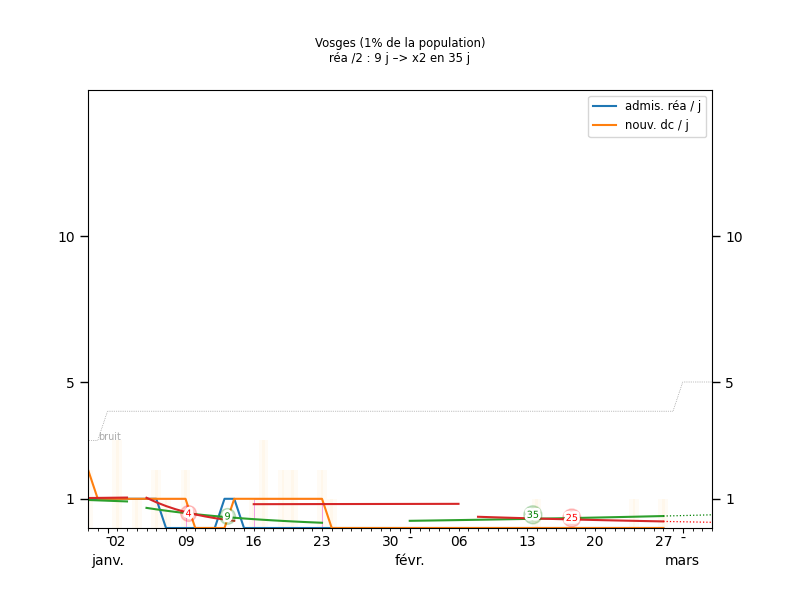 Vosges (1% de la population)
réa /2 : 9 j –> x2 en 35 j
admis. réa / j
nouv. dc / j
10
10
5
5
bruit
1
1
4
9
35
25
02
09
16
23
30
06
13
20
27
janv.
févr.
mars